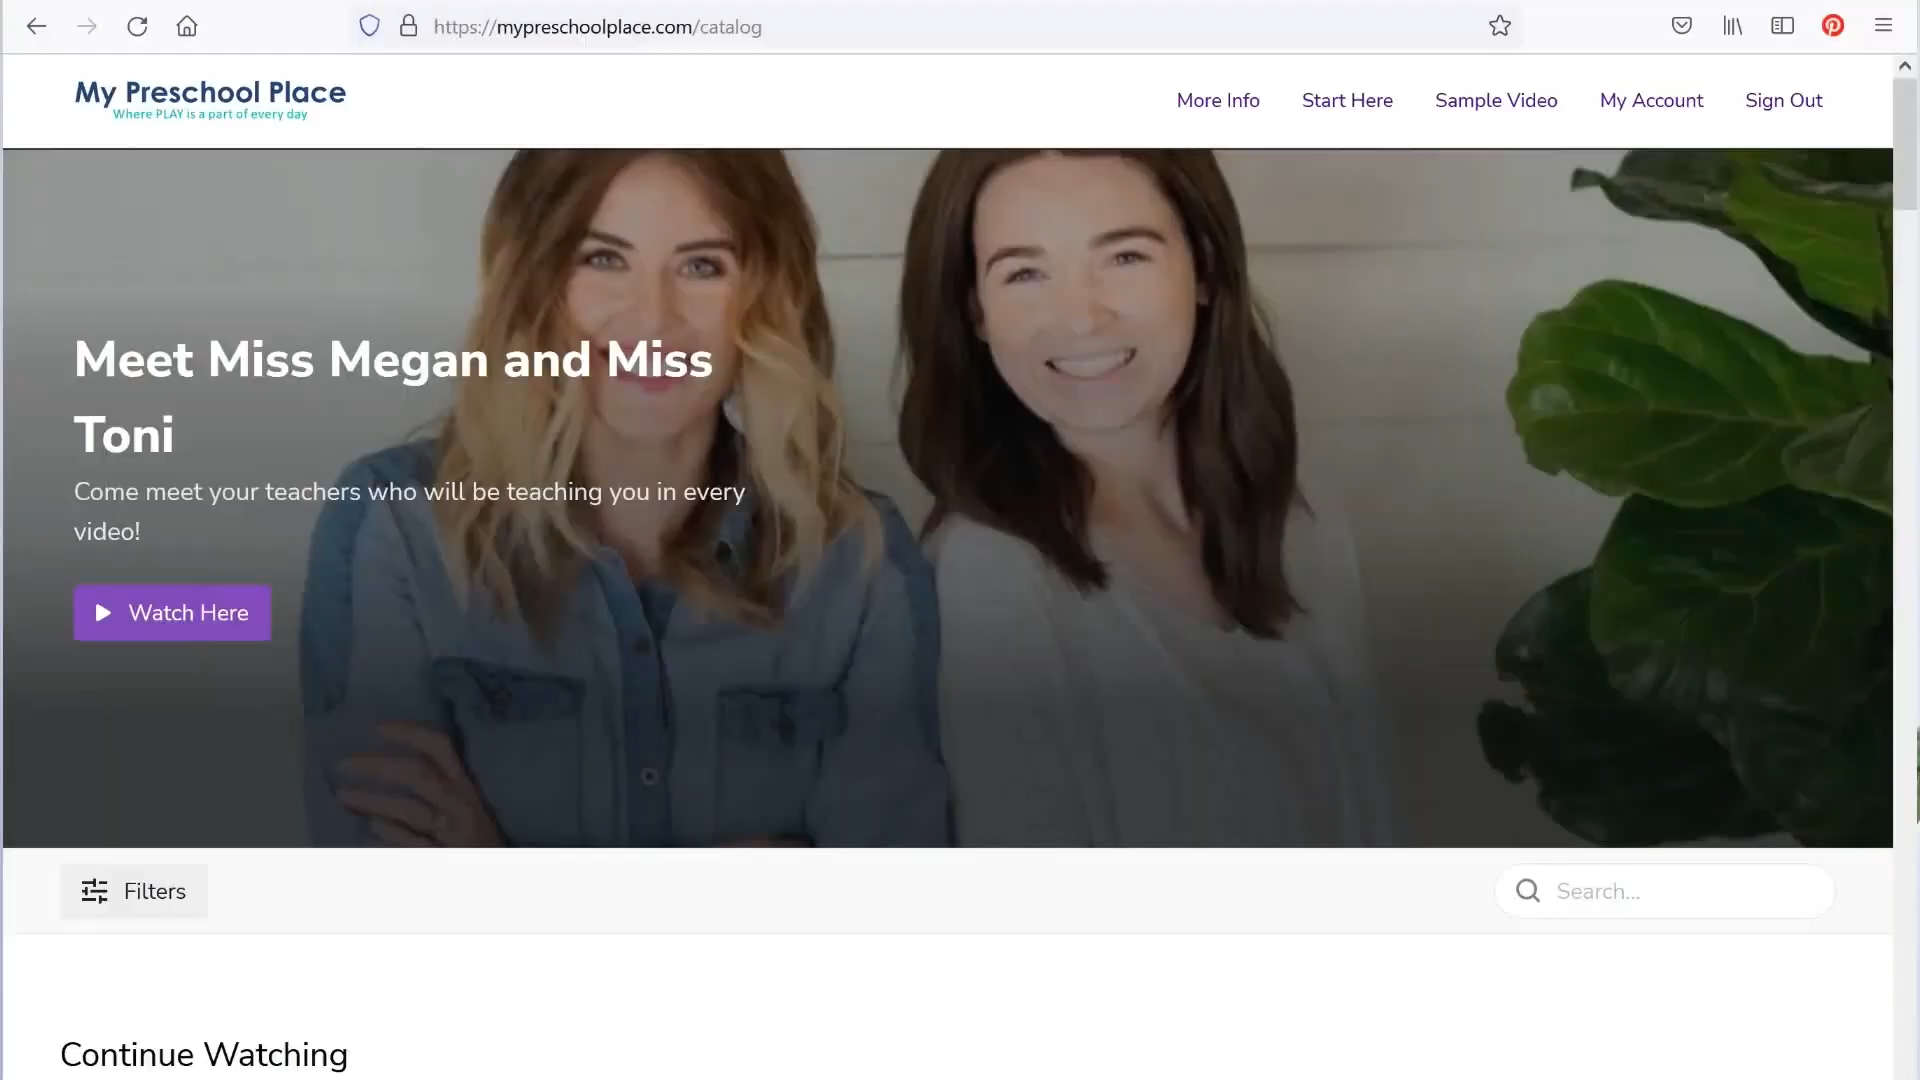 https://mypreschoolplace.com/catalog
My Preschool Place
Where PLAY is a part of every day
More Info
Start Here
Sample Video
My Account
Sign Out
Meet Miss Megan and Miss
Toni
Come meet your teachers who will be teaching you in every
video!
Watch Here
Filters
Search...
Continue Watching